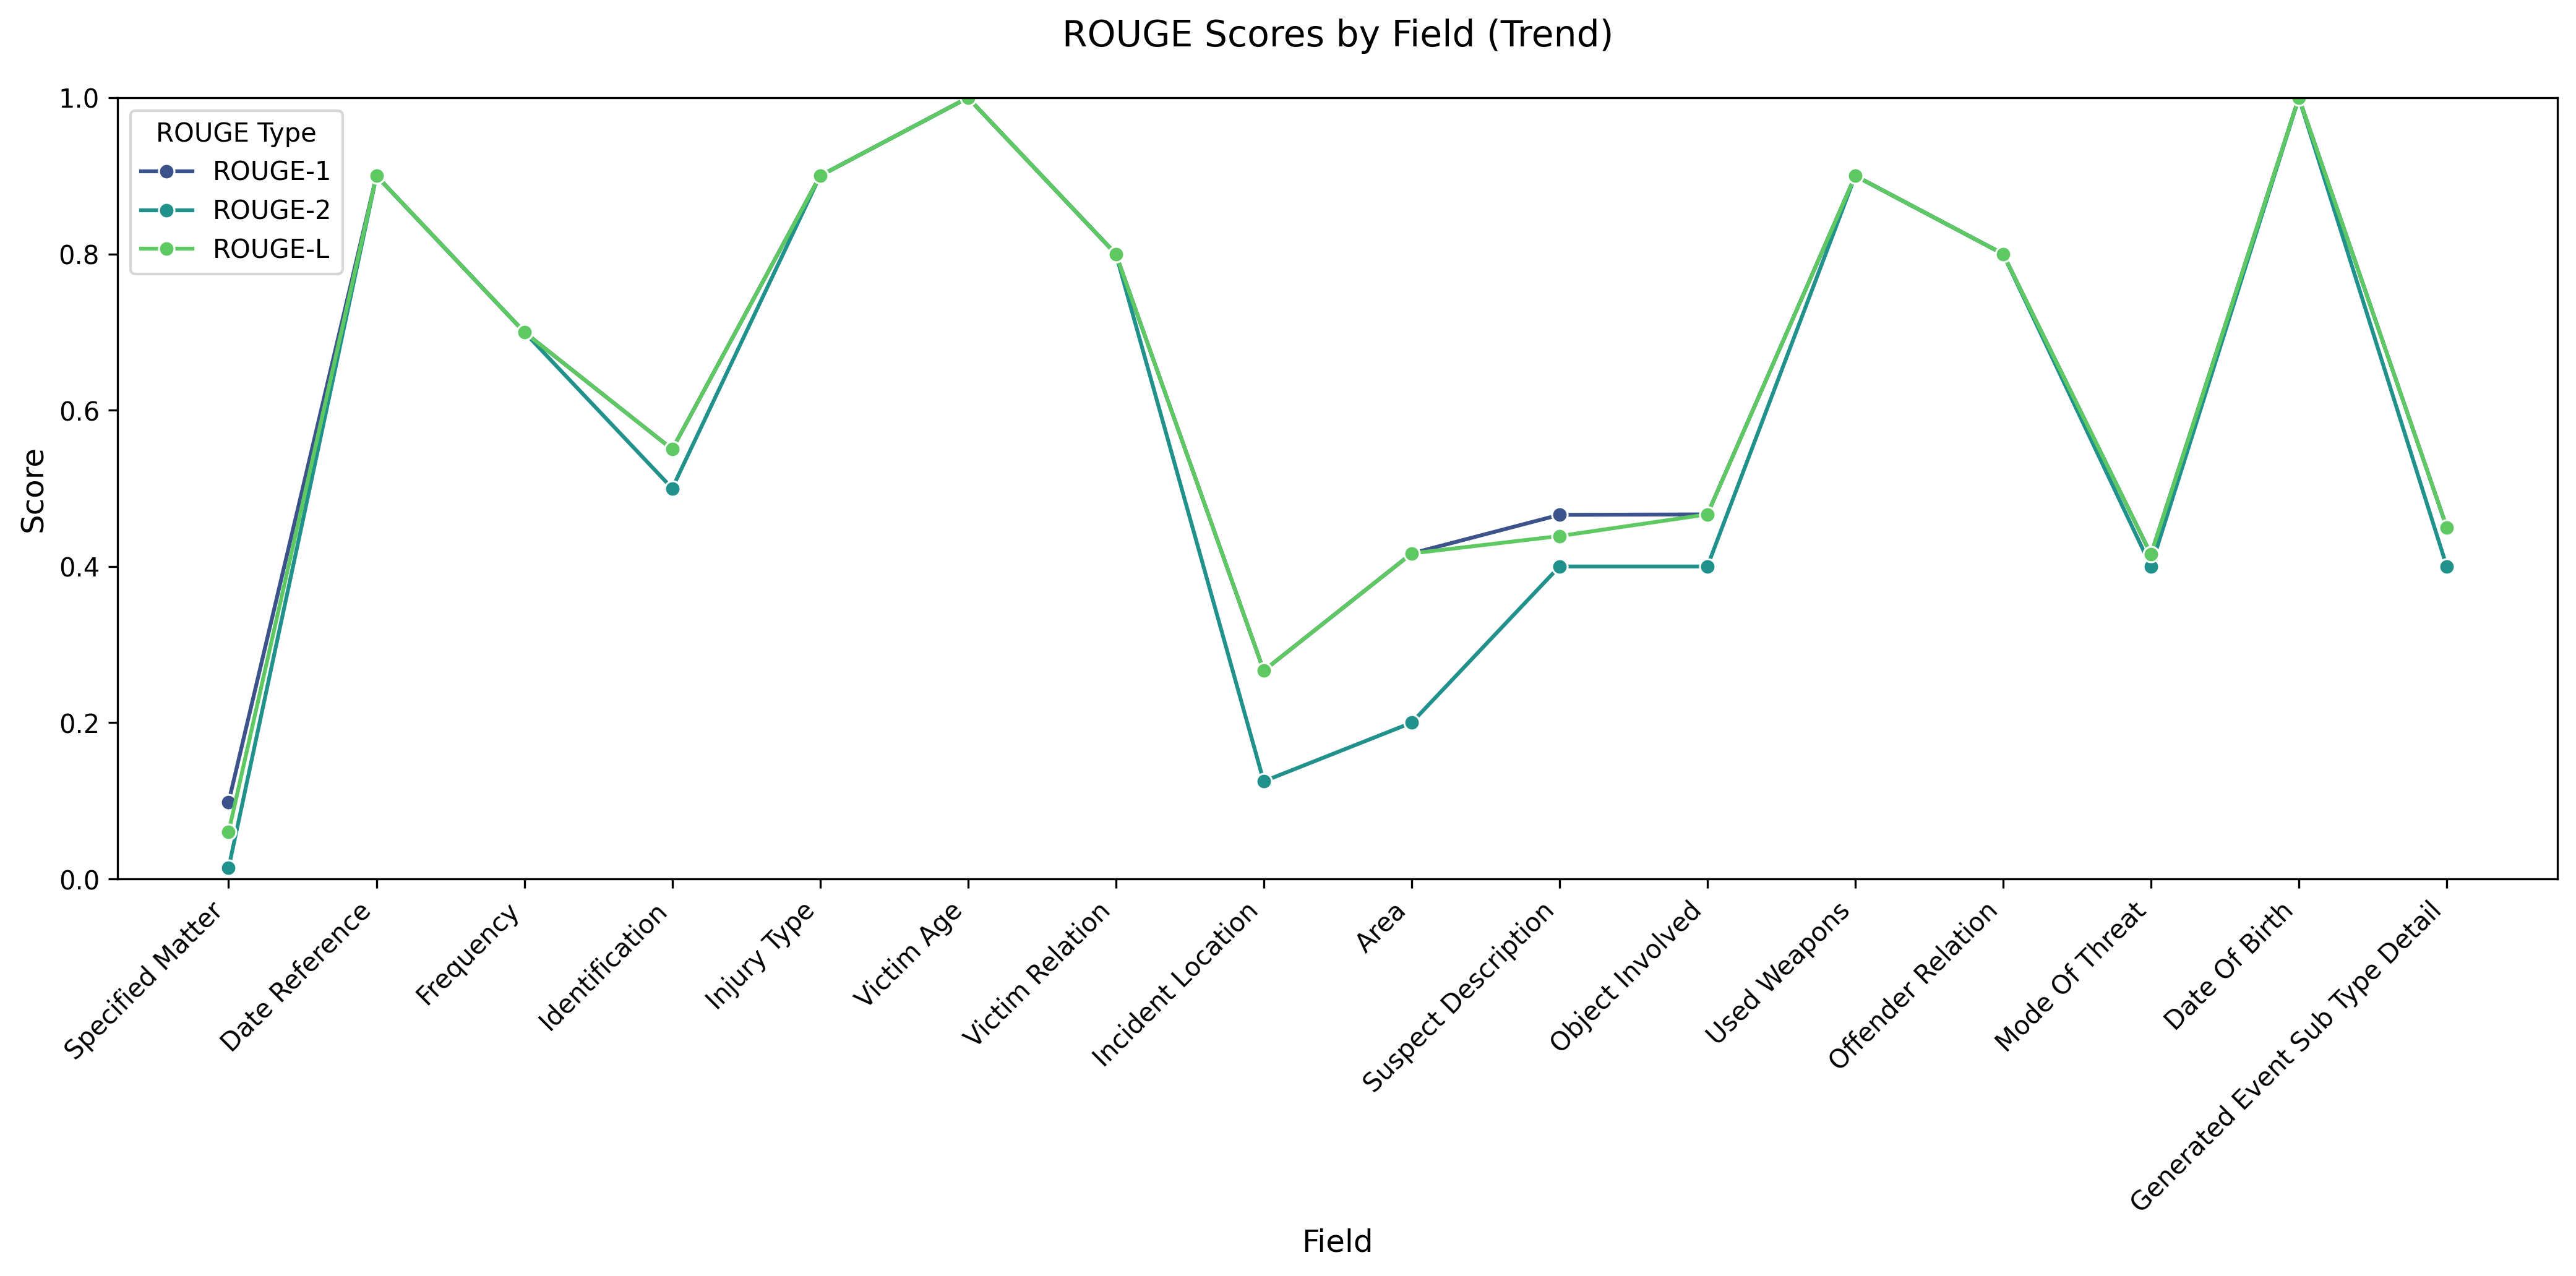 ROUGE Scores by Field (Trend)
ROUGE Type
ROUGE-1
ROUGE-2
ROUGE-L
Score
1.0
0.8
0.6
0.4
0.2
0.0
Specified Matter
Date Reference
Frequency
Identification
Injury Type
Victim Age
Victim Relation
Incident Location
Area
Suspect Description
Object Involved
Used Weapons
Offender Relation
Mode Of Threat
Date Of Birth
Generated Event Sub Type Detail
Field